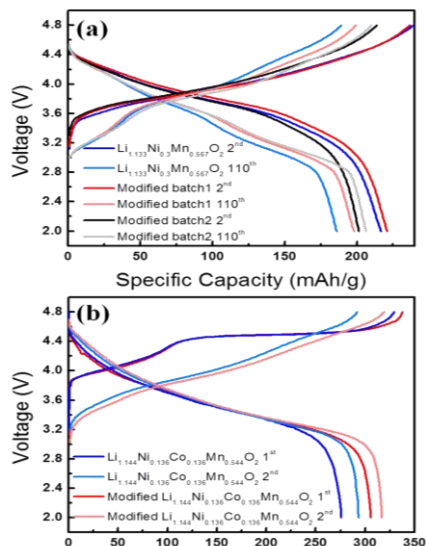 (a)
4.8
4.4
4.0
3.6
3.2
2.8
2.4
2.0
Voltage (V)
Li1.133Ni0.3Mn0.567O2 2nd
Li1.133Ni0.3Mn0.567O2 110th
Modified batch1 2nd
Modified batch1 110th
Modified batch2 2nd
Modified batch2 110th
0 50 100 150 200
Specific Capacity (mAh/g)
(b)
4.8
4.4
4.0
3.6
3.2
2.8
2.4
2.0
Voltage (V)
Li1.144Ni0.136Co0.136Mn0.544O2 1st
Li1.144Ni0.136Co0.136Mn0.544O2 2nd
Modified Li1.144Ni0.136Co0.136Mn0.544O2 1st
Modified Li1.144Ni0.136Co0.136Mn0.544O2 2nd
0 50 100 150 200 250 300 350